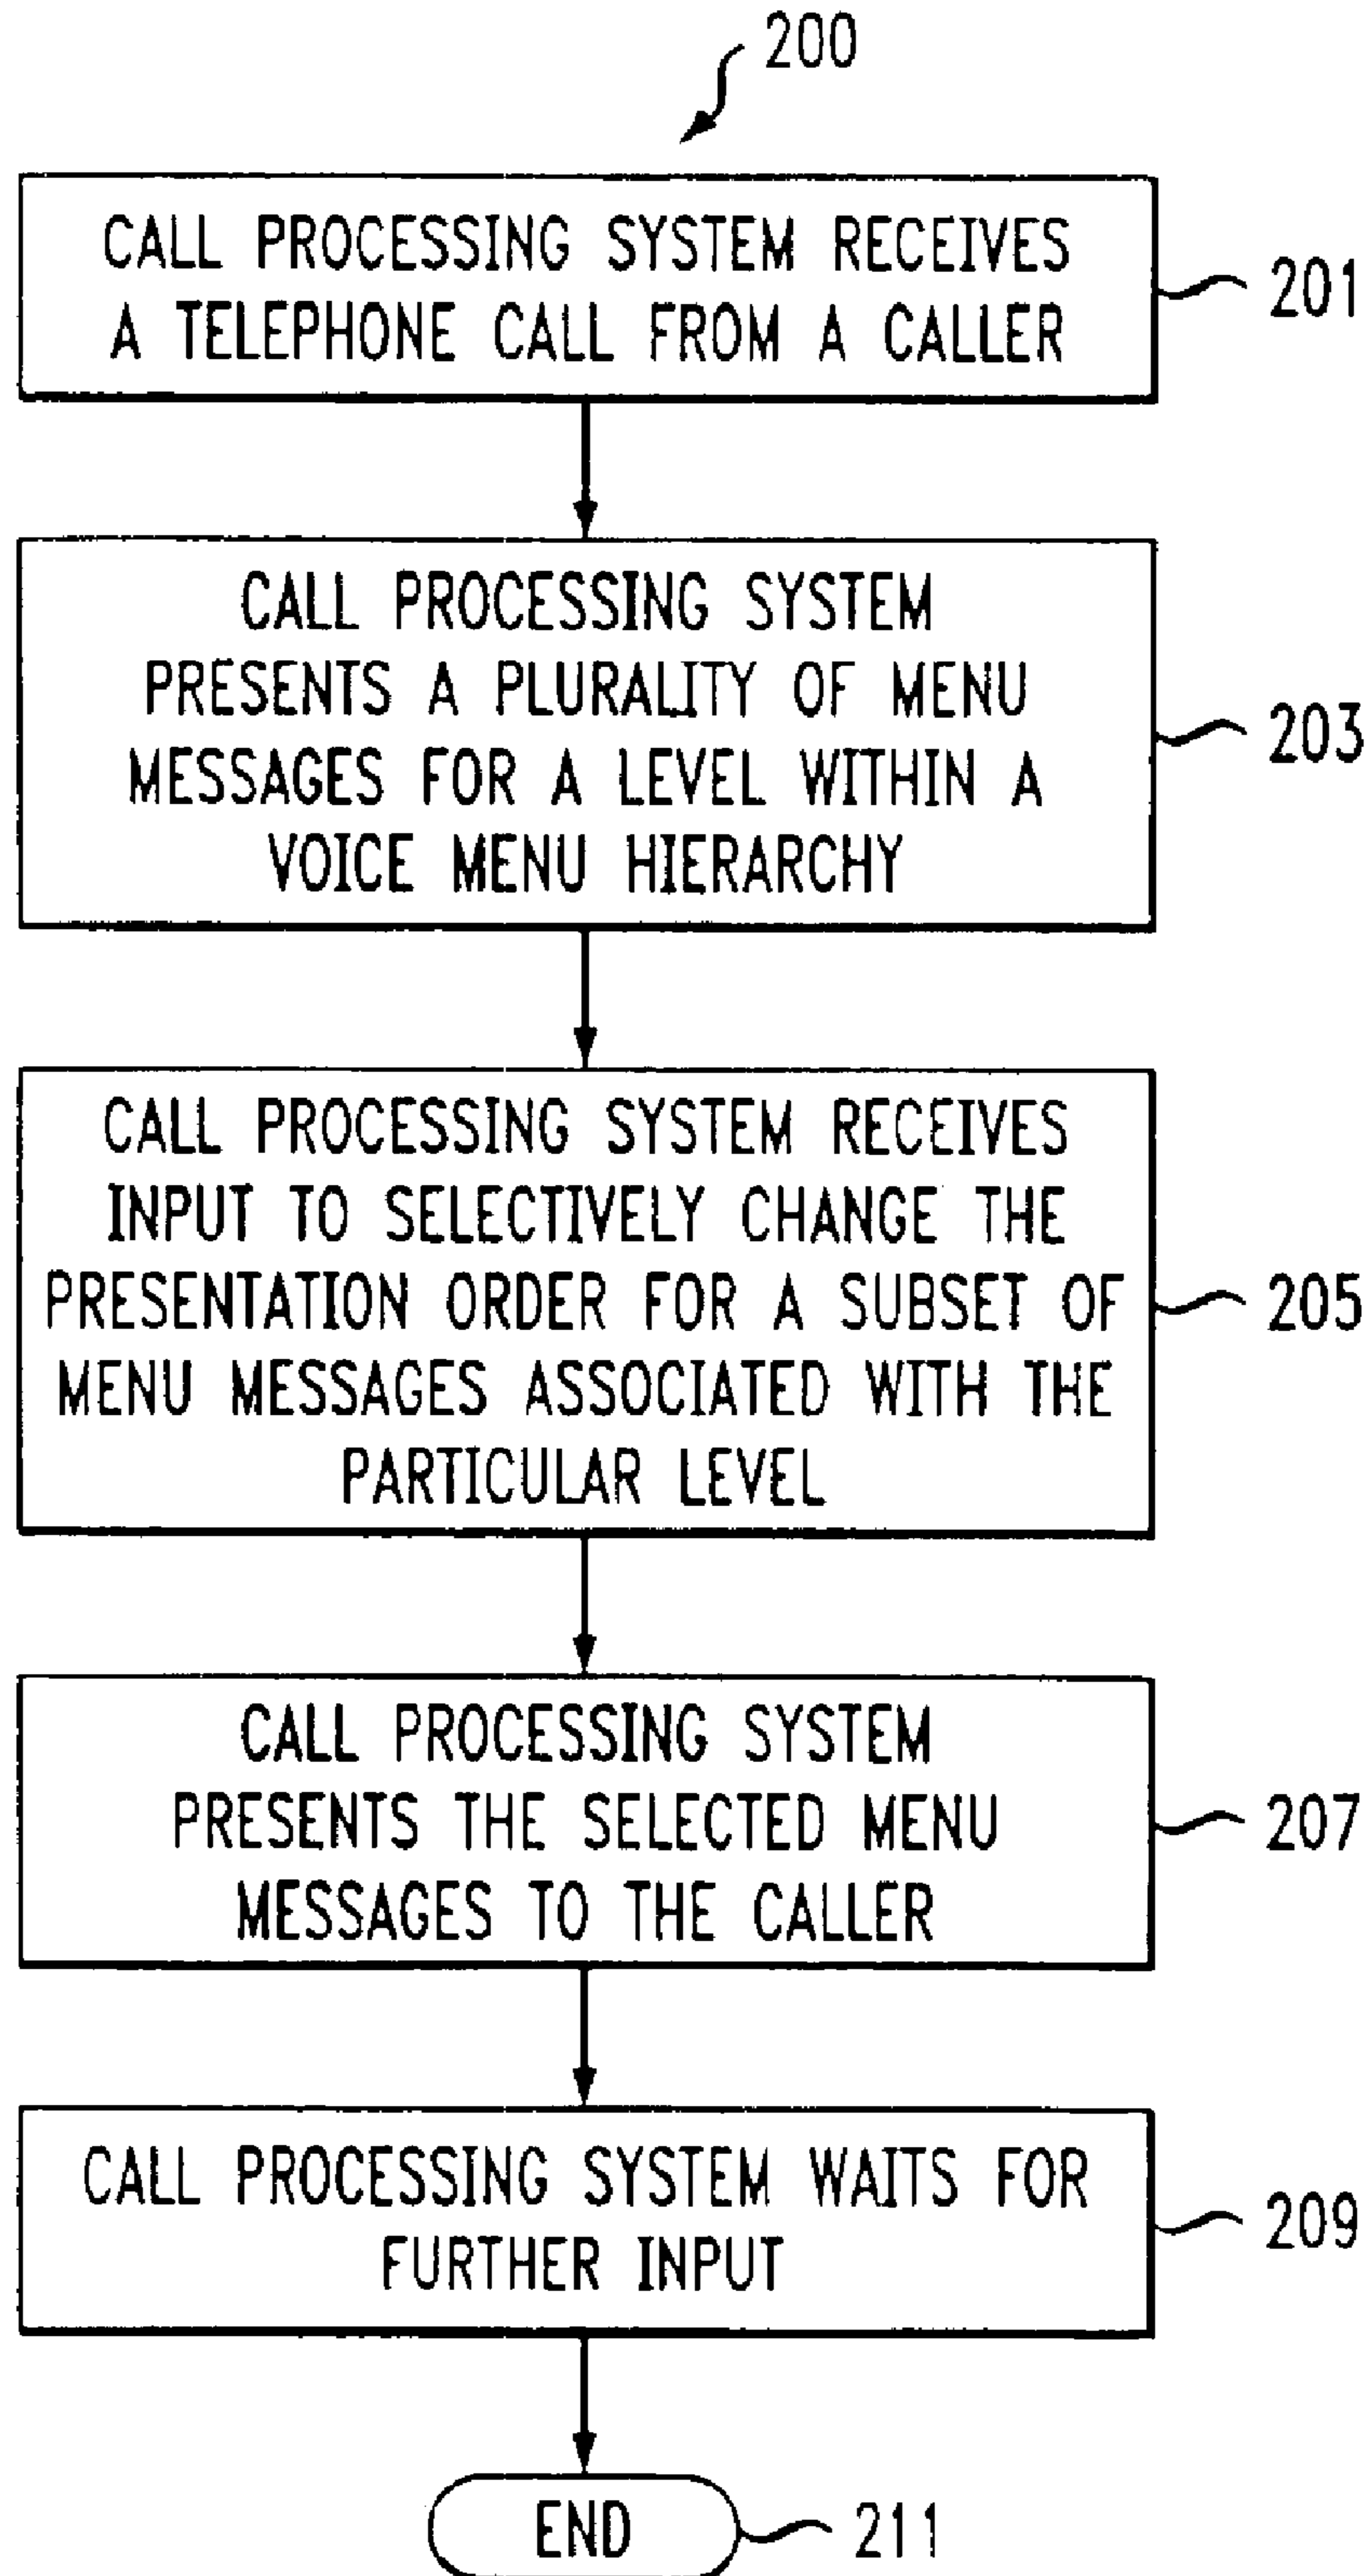 200
CALL PROCESSING SYSTEM RECEIVES
A TELEPHONE CALL FROM A CALLER
201
CALL PROCESSING SYSTEM
PRESENTS A PLURALITY OF MENU
MESSAGES FOR A LEVEL WITHIN A
VOICE MENU HIERARCHY
203
CALL PROCESSING SYSTEM RECEIVES
INPUT TO SELECTIVELY CHANGE THE
PRESENTATION ORDER FOR A SUBSET OF
MENU MESSAGES ASSOCIATED WITH THE
PARTICULAR LEVEL
205
CALL PROCESSING SYSTEM
PRESENTS THE SELECTED MENU
MESSAGES TO THE CALLER
207
CALL PROCESSING SYSTEM WAITS FOR
FURTHER INPUT
209
END
211